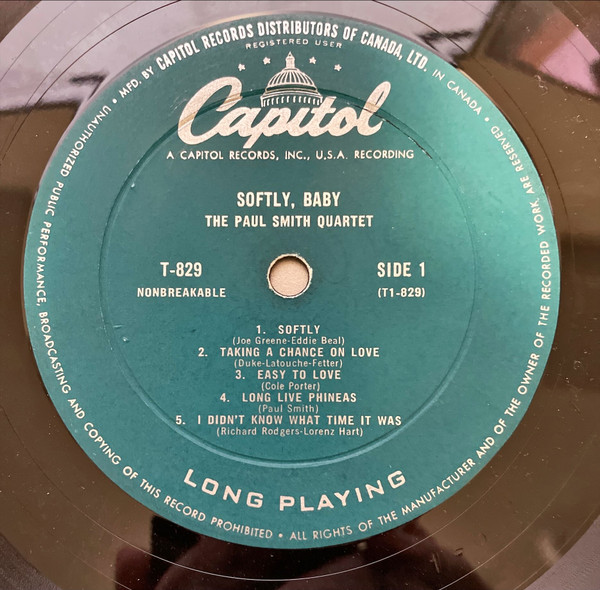 MFD. BY CAPITOL RECORDS DISTRIBUTORS OF CANADA, LTD. IN CANADA • ALL RIGHTS OF THE MANUFACTURER AND OF THE OWNER OF THE RECORDED WORK ARE RESERVED •
UNAUTHORIZED PUBLIC PERFORMANCE, BROADCASTING AND COPYING OF THIS RECORD PROHIBITED •
REGISTERED USER
Capitol
A CAPITOL RECORDS, INC., U.S.A. RECORDING
SOFTLY, BABY
THE PAUL SMITH QUARTET
T-829 SIDE 1
NONBREAKABLE (T1-829)
1. SOFTLY
(Joe Greene-Eddie Beal)
2. TAKING A CHANCE ON LOVE
(Duke-Latouche-Fetter)
3. EASY TO LOVE
(Cole Porter)
4. LONG LIVE PHINEAS
(Paul Smith)
5. I DIDN'T KNOW WHAT TIME IT WAS
(Richard Rodgers-Lorenz Hart)
LONG PLAYING